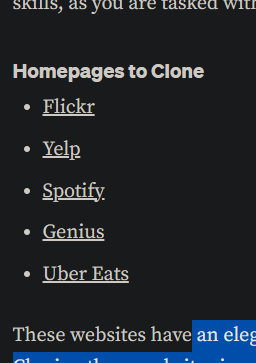 skills, as you are tasked with
Homepages to Clone
Flickr
Yelp
Spotify
Genius
Uber Eats
These websites have an